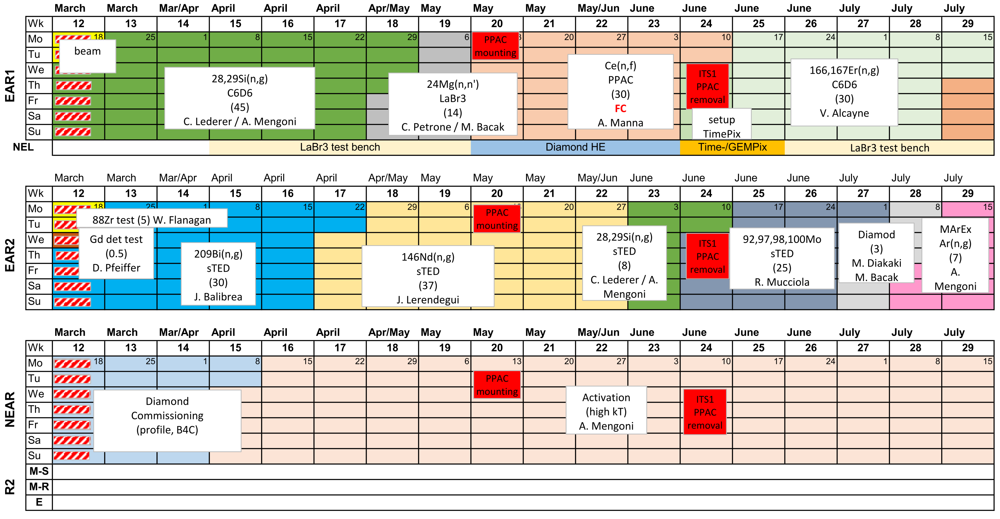 March March Mar/Apr April April April Apr/May May May May May/Jun June June June June July July July
Wk 12 13 14 15 16 17 18 19 20 21 22 23 24 25 26 27 28 29
EAR1
Mo 18 25 1 8 15 22 29 6 3 20 27 3 10 17 24 1 8 15
Tu
We
Th
Fr
Sa
Su
beam
28,29Si(n,g)
C6D6
(45)
C. Lederer / A. Mengoni
24Mg(n,n')
LaBr3
(14)
C. Petrone / M. Bacak
PPAC
mounting
Ce(n,f)
PPAC
(30)
FC
A. Manna
ITS1
PPAC
removal
setup
TimePix
166,167Er(n,g)
C6D6
(30)
V. Alcayne
NEL LaBr3 test bench Diamond HE Time-/GEMPix LaBr3 test bench
March March Mar/Apr April April April Apr/May May May May May/Jun June June June June July July July
Wk 12 13 14 15 16 17 18 19 20 21 22 23 24 25 26 27 28 29
EAR2
Mo 18 25 1 8 15 22 29 6 20 27 3 10 17 24 1 8 15
Tu
We
Th
Fr
Sa
Su
88Zr test (5) W. Flanagan
Gd det test
(0.5)
D. Pfeiffer
209Bi(n,g)
sTED
(30)
J. Balibrea
146Nd(n,g)
sTED
(37)
J. Lerendegui
PPAC
mounting
28,29Si(n,g)
sTED
(8)
C. Lederer / A.
Mengoni
ITS1
PPAC
removal
92,97,98,100Mo
sTED
(25)
R. Mucciola
Diamod
(3)
M. Diakaki
M. Bacak
MArEx
Ar(n,g)
(7)
A.
Mengoni
March March Mar/Apr April April April Apr/May May May May May/Jun June June June June July July July
Wk 12 13 14 15 16 17 18 19 20 21 22 23 24 25 26 27 28 29
NEAR
Mo 18 25 1 8 15 22 29 6 13 20 27 3 10 17 24 1 8 15
Tu
We
Th
Fr
Sa
Su
Diamond
Commissioning
(profile, B4C)
PPAC
mounting
Activation
(high kT)
A. Mengoni
ITS1
PPAC
removal
R2
M-S
M-R
E